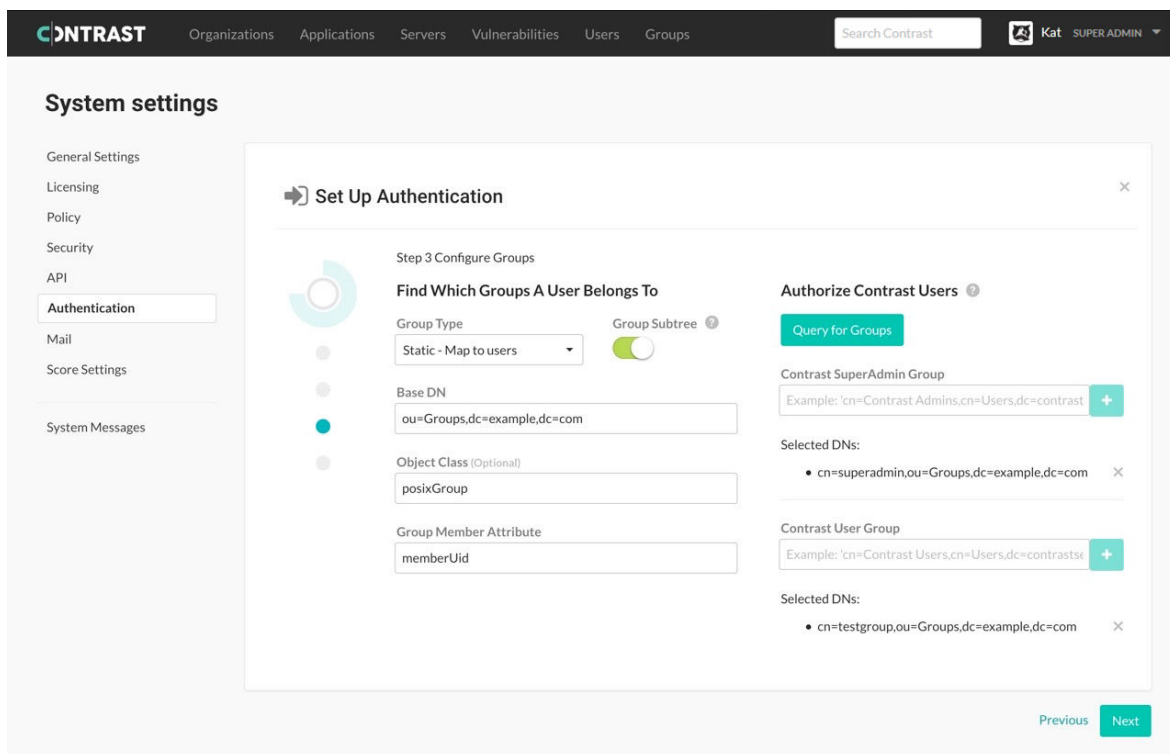 CONTRAST Organizations Applications Servers Vulnerabilities Users Groups Search Contrast Kat SUPER ADMIN
System settings
General Settings
Licensing
Policy
Security
API
Authentication
Mail
Score Settings
System Messages
Set Up Authentication
Step 3 Configure Groups
Find Which Groups A User Belongs To
Group Type Group Subtree
Static - Map to users
Base DN
ou=Groups,dc=example,dc=com
Object Class (Optional)
posixGroup
Group Member Attribute
memberUid
Authorize Contrast Users
Query for Groups
Contrast SuperAdmin Group
Example: 'cn=Contrast Admins,cn=Users,dc=contrast
Selected DNs:
• cn=superadmin,ou=Groups,dc=example,dc=com
Contrast User Group
Example: 'cn=Contrast Users,cn=Users,dc=contrastse
Selected DNs:
• cn=testgroup,ou=Groups,dc=example,dc=com
Previous Next